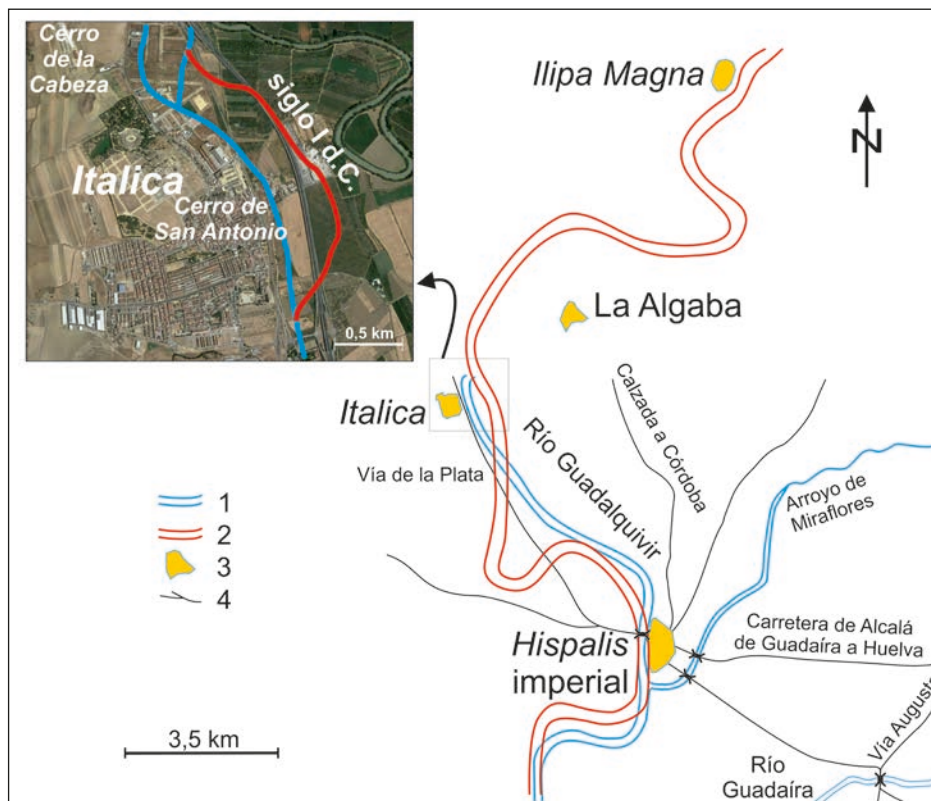 Cerro
de la
Cabeza
siglo I d.C.
Italica
Cerro de
San Antonio
0,5 km
Ilipa Magna
N
La Algaba
Italica
Vía de la Plata
Río Guadalquivir
Calzada a Córdoba
Arroyo de
Miraflores
1
2
3
4
Hispalis
imperial
Carretera de Alcalá
de Guadaíra a Huelva
3,5 km
Vía Augusta
Río
Guadaíra